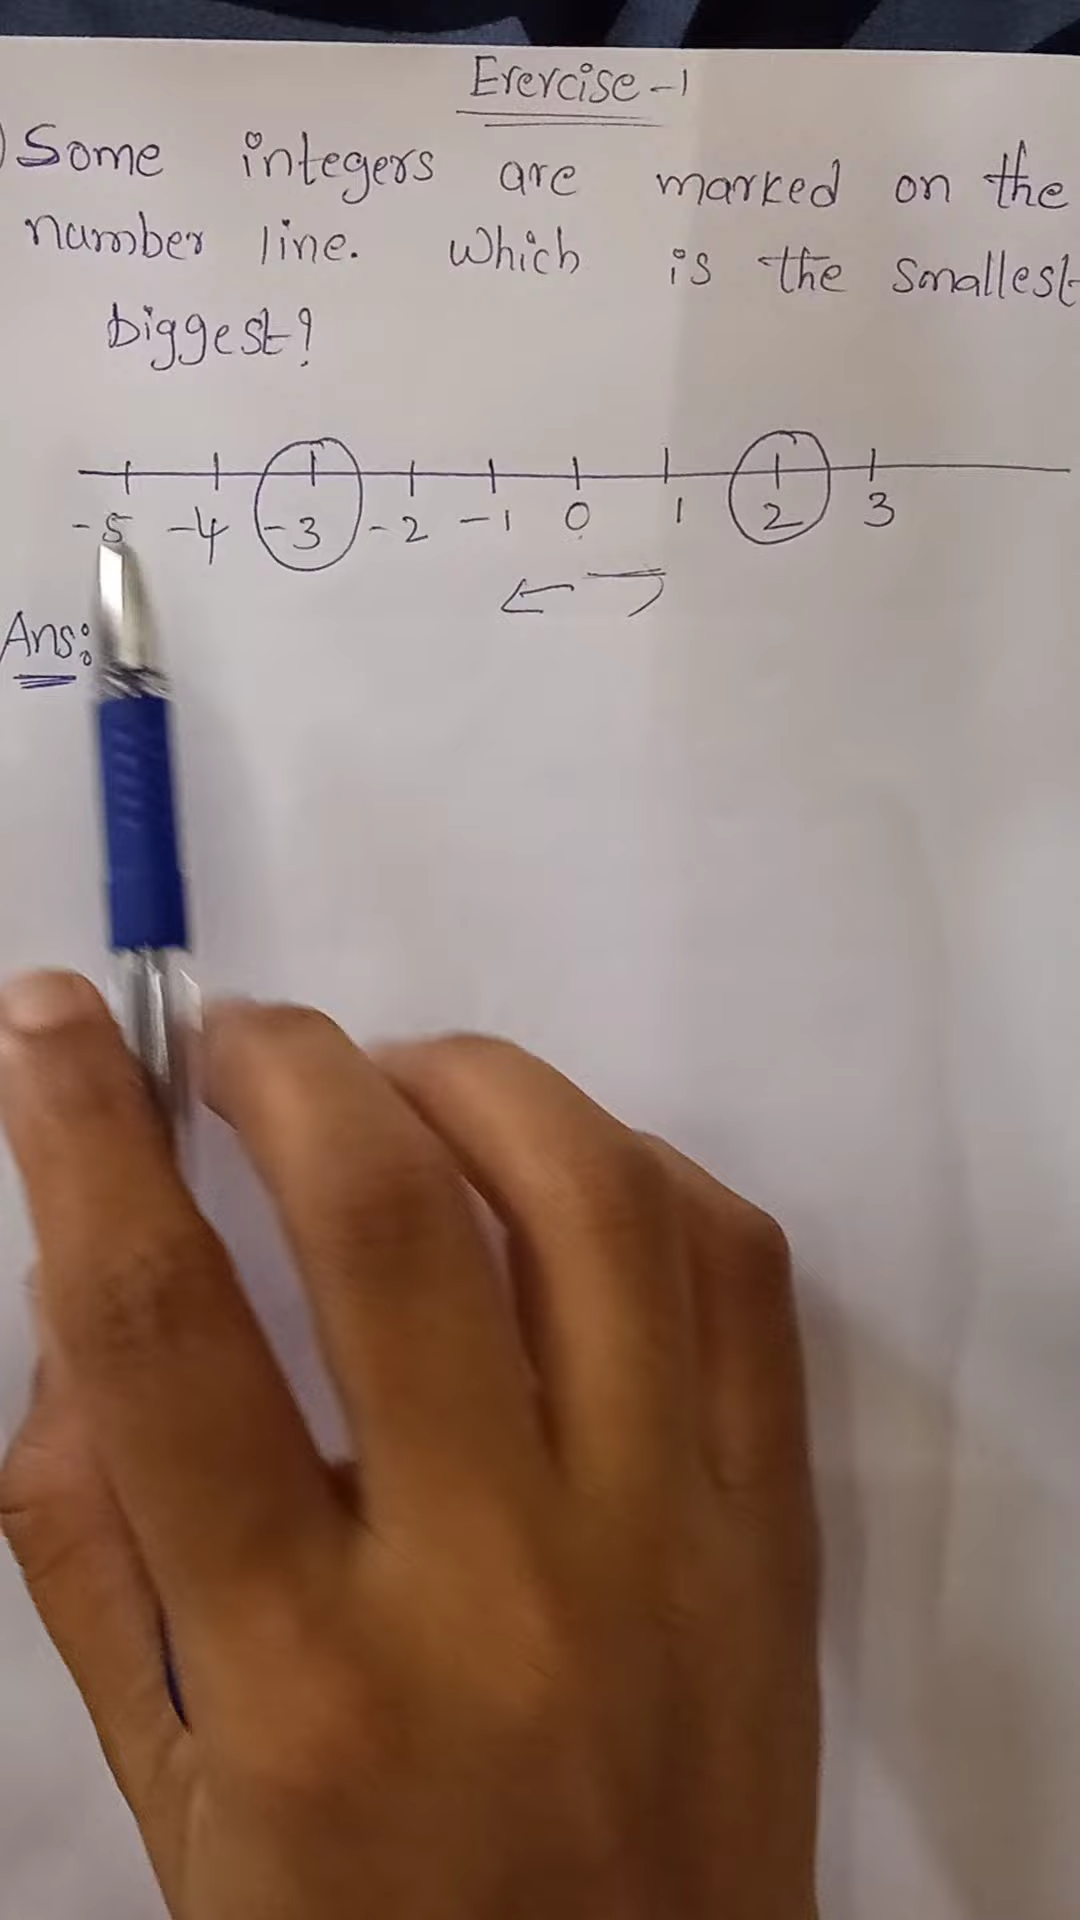 Exercise-1
) Some integers are marked on the
number line. Which is the smallest
biggest?
-5 -4 -3 -2 -1 0 1 2 3
Ans: